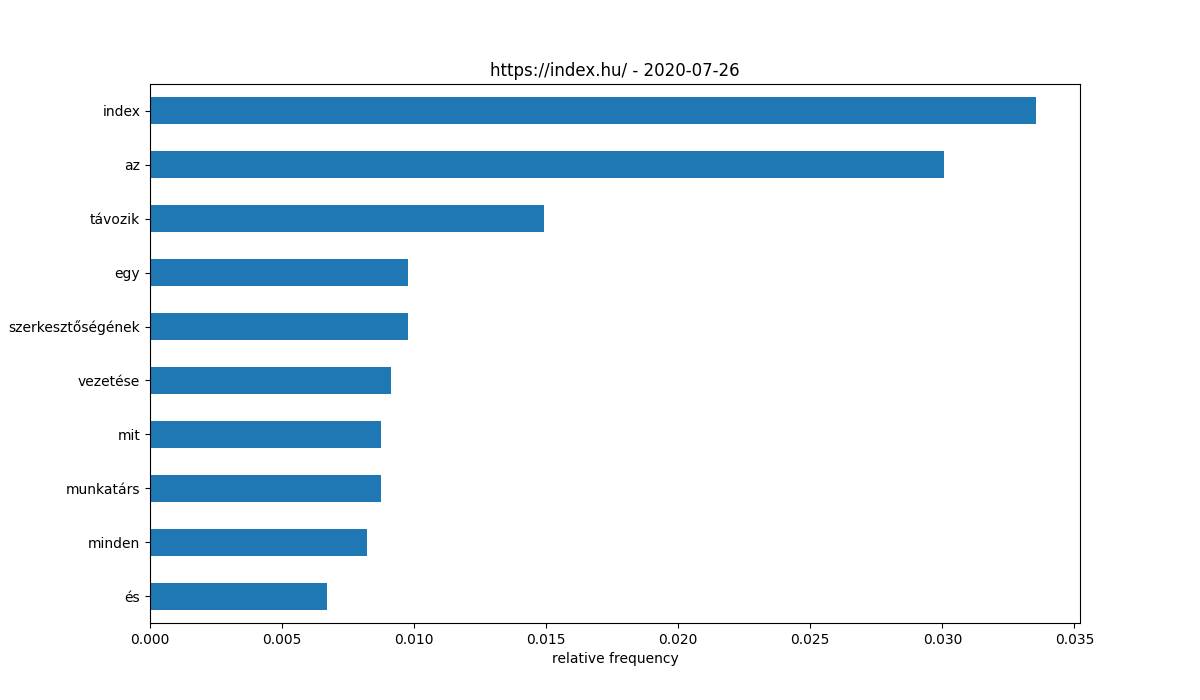 https://index.hu/ - 2020-07-26
index
az
távozik
egy
szerkesztőségének
vezetése
mit
munkatárs
minden
és
0.000 0.005 0.010 0.015 0.020 0.025 0.030 0.035
relative frequency